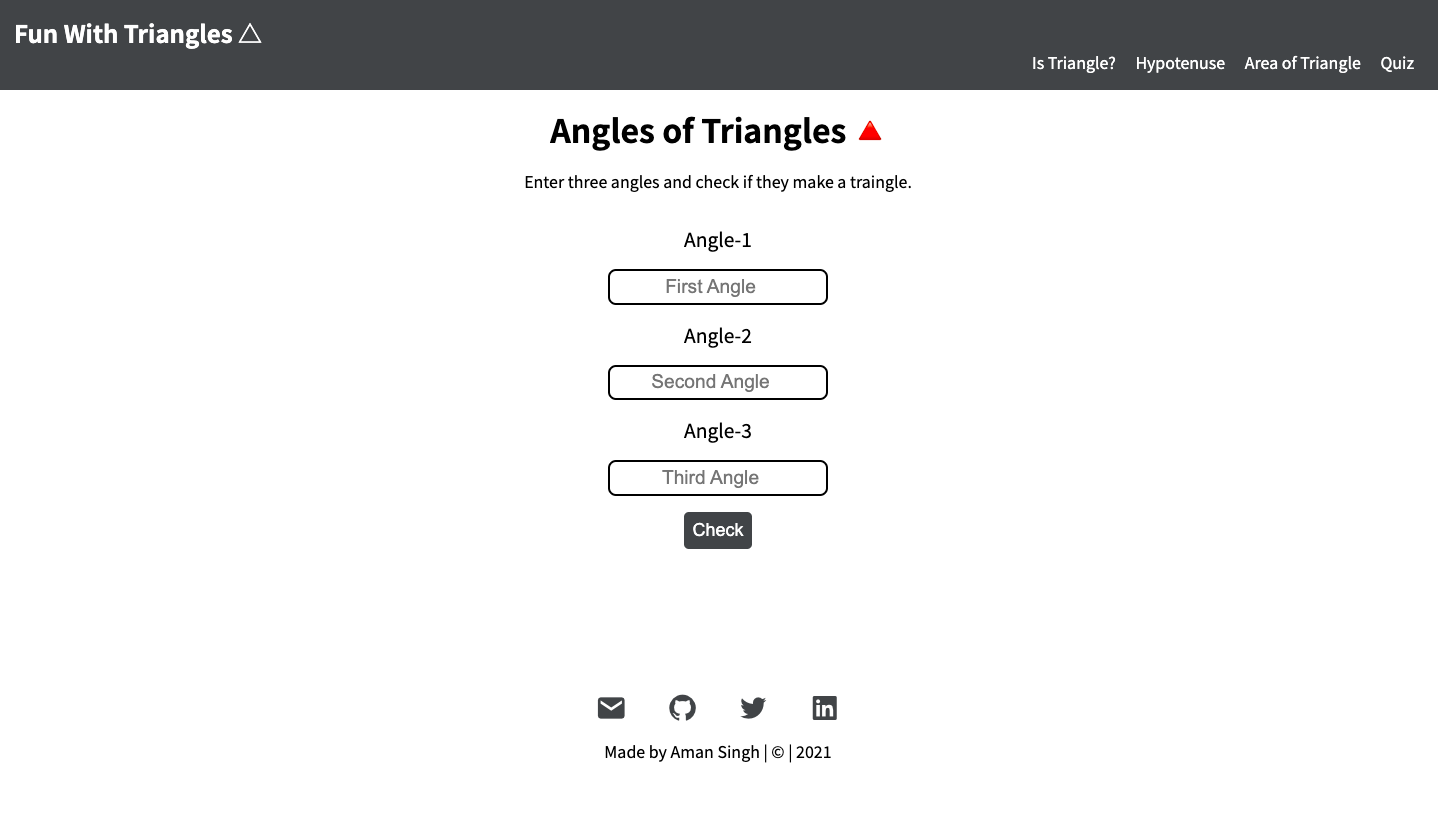 Fun With Triangles △
Is Triangle? Hypotenuse Area of Triangle Quiz
Angles of Triangles 🔺
Enter three angles and check if they make a traingle.
Angle-1
First Angle
Angle-2
Second Angle
Angle-3
Third Angle
Check
Made by Aman Singh | © | 2021